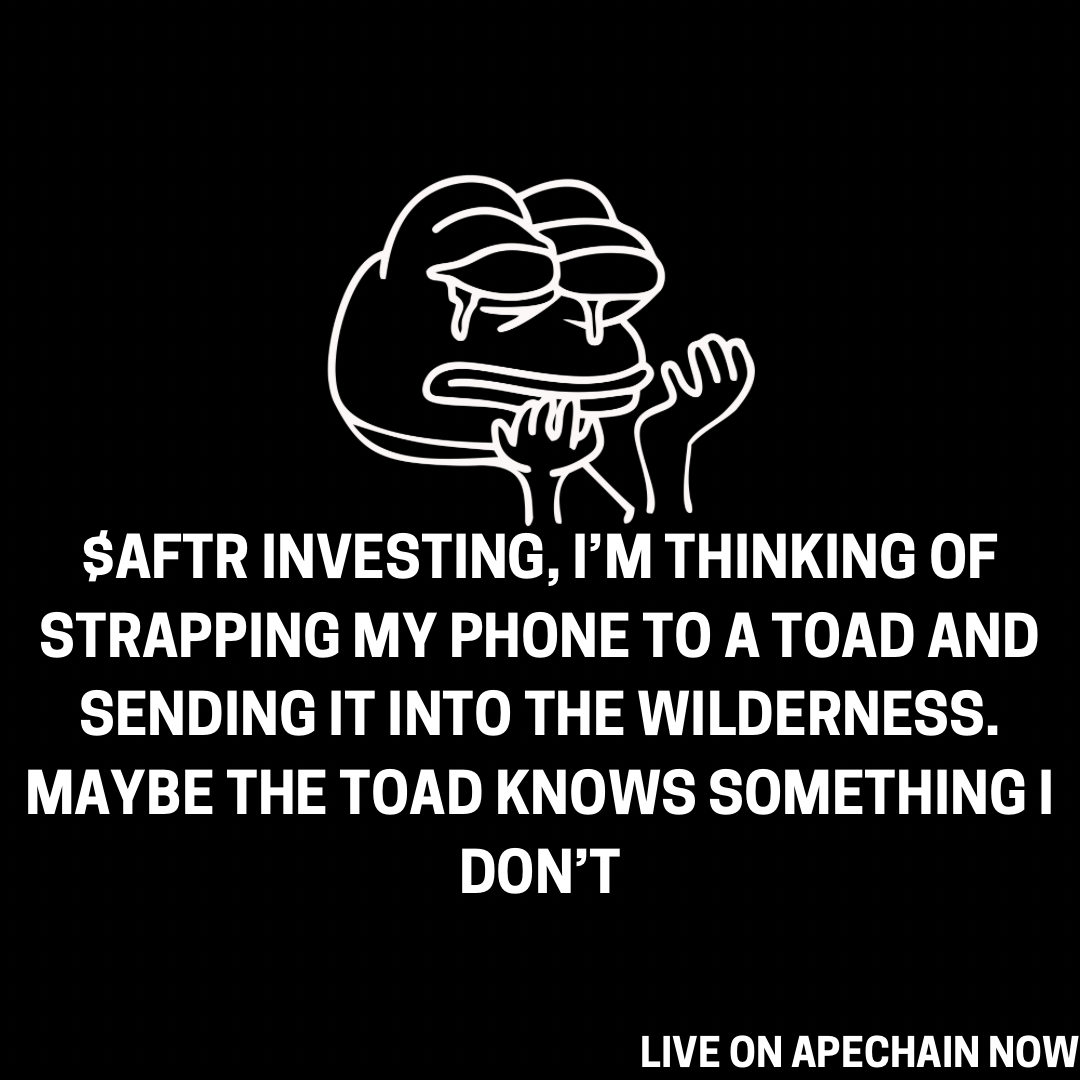 $AFTR INVESTING, I’M THINKING OF
STRAPPING MY PHONE TO A TOAD AND
SENDING IT INTO THE WILDERNESS.
MAYBE THE TOAD KNOWS SOMETHING I
DON’T
LIVE ON APECHAIN NOW